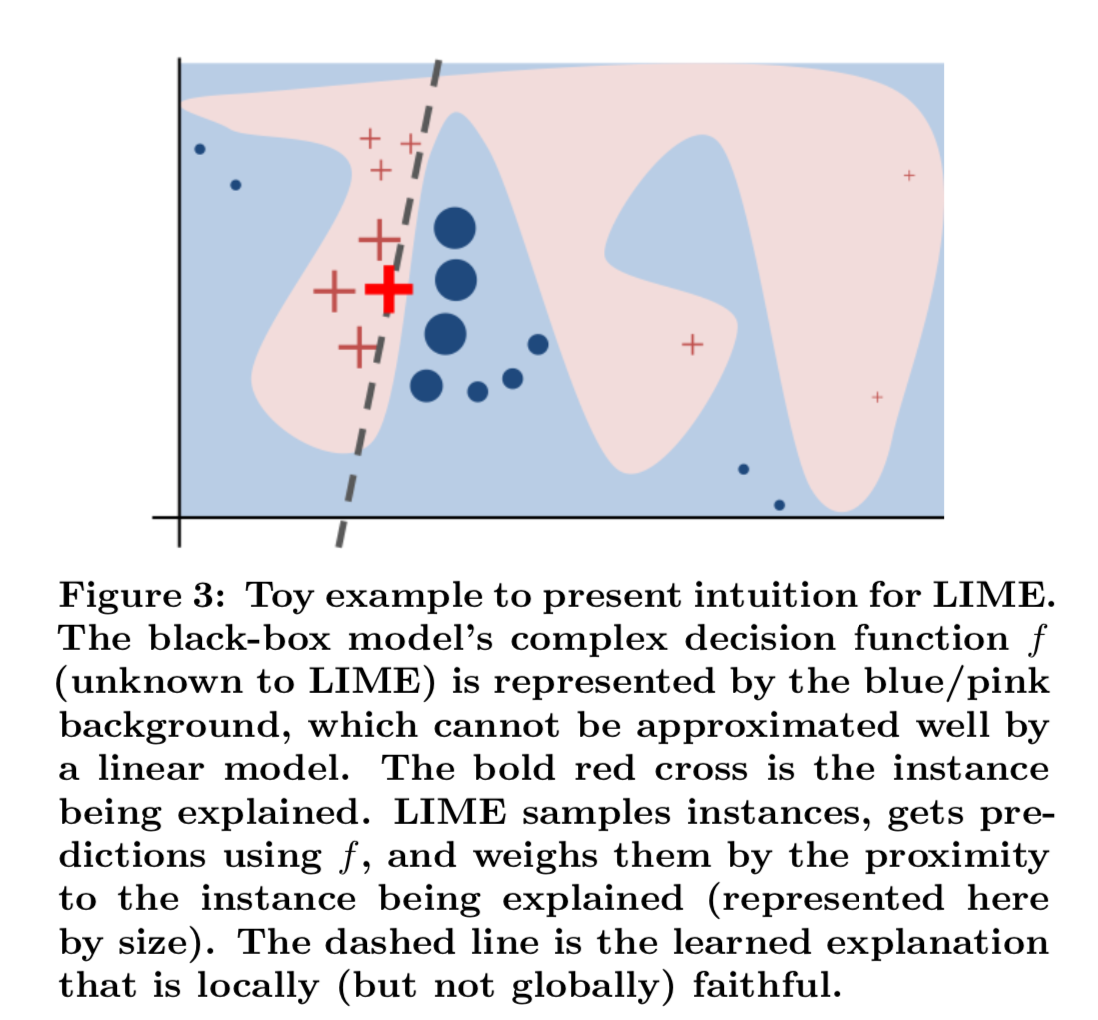 Figure 3: Toy example to present intuition for LIME.
The black-box model's complex decision function f
(unknown to LIME) is represented by the blue/pink
background, which cannot be approximated well by
a linear model. The bold red cross is the instance
being explained. LIME samples instances, gets pre-
dictions using f, and weighs them by the proximity
to the instance being explained (represented here
by size). The dashed line is the learned explanation
that is locally (but not globally) faithful.